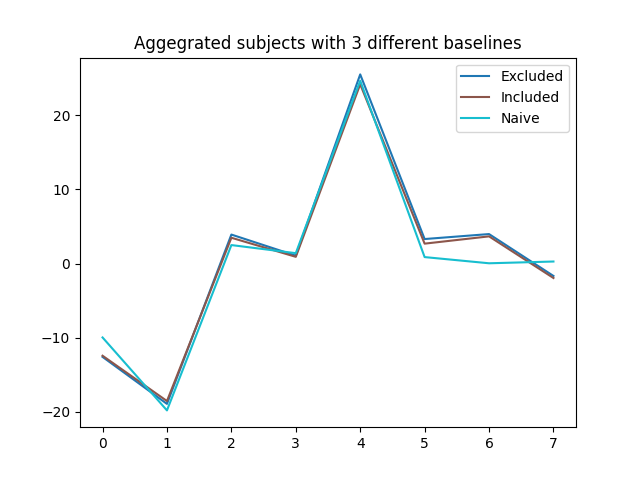 Aggegrated subjects with 3 different baselines
Excluded
Included
Naive
20
10
0
−10
−20
0 1 2 3 4 5 6 7